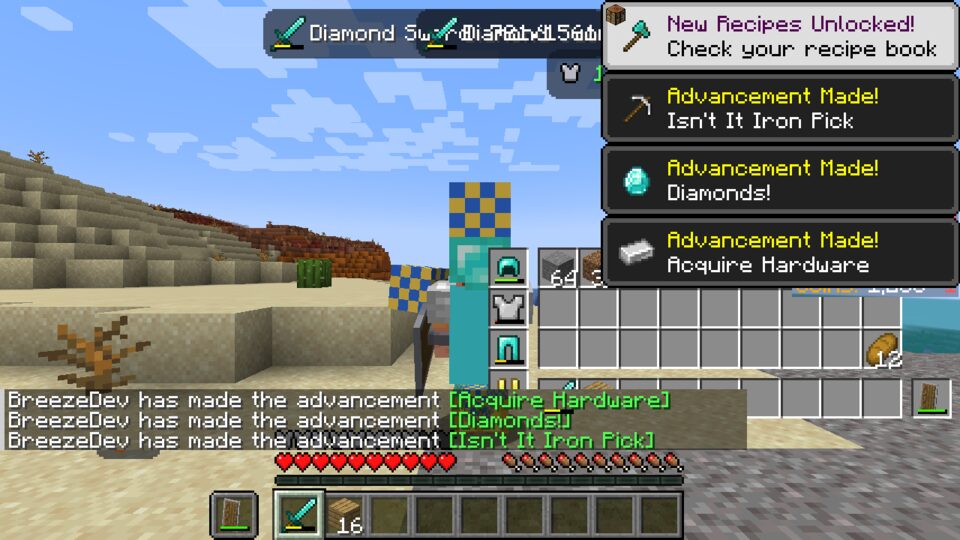 Diamond Sword
New Recipes Unlocked!
Check your recipe book
Advancement Made!
Isn't It Iron Pick
Advancement Made!
Diamonds!
Advancement Made!
Acquire Hardware
64
12
BreezeDev has made the advancement [Acquire Hardware]
BreezeDev has made the advancement [Diamonds!]
BreezeDev has made the advancement [Isn't It Iron Pick]
16